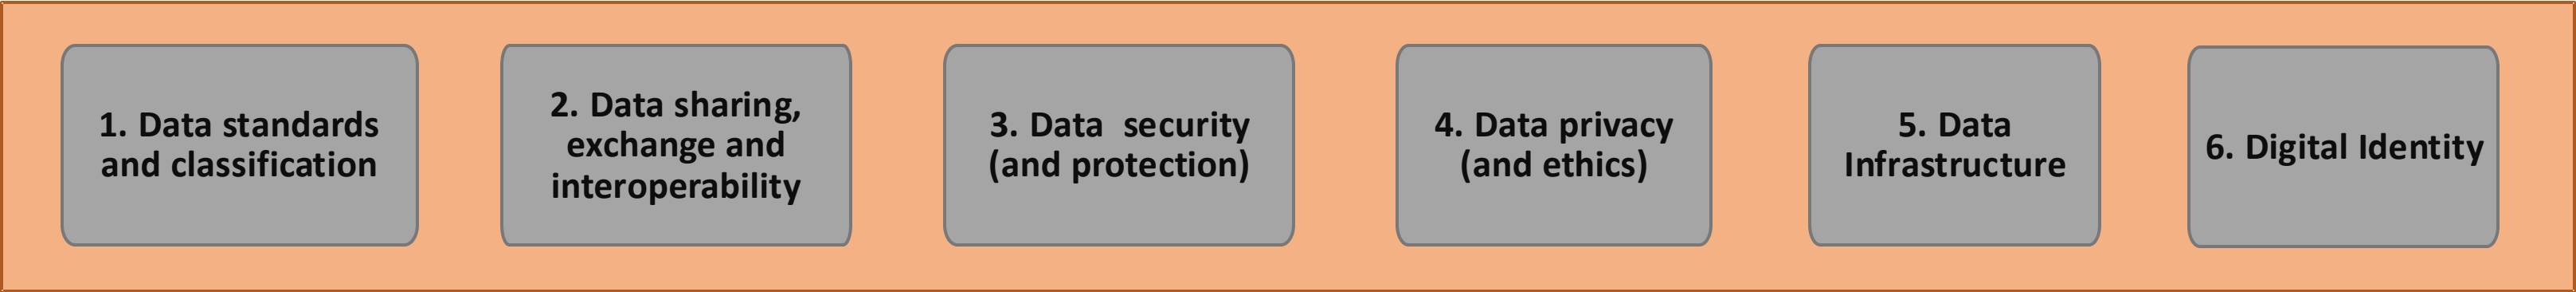 1. Data standards
and classification
2. Data sharing,
exchange and
interoperability
3. Data  security
(and protection)
4. Data privacy
(and ethics)
5. Data
Infrastructure
6. Digital Identity